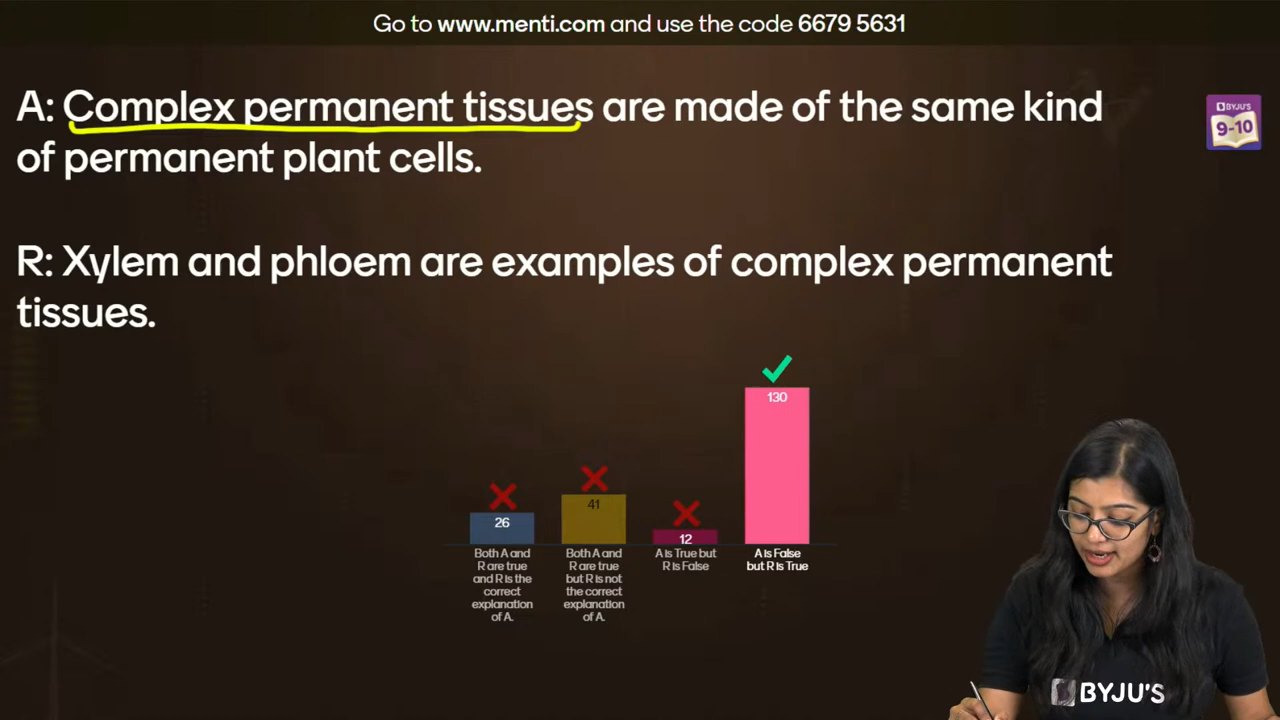 Go to www.menti.com and use the code 6679 5631
A: Complex permanent tissues are made of the same kind
of permanent plant cells.
BYJU'S
9-10
R: Xylem and phloem are examples of complex permanent
tissues.
26
41
12
130
Both A and
R are true
and R is the
correct
explanation
of A.
Both A and
R are true
but R is not
the correct
explanation
of A.
A is True but
R is False
A is False
but R is True
BYJU'S